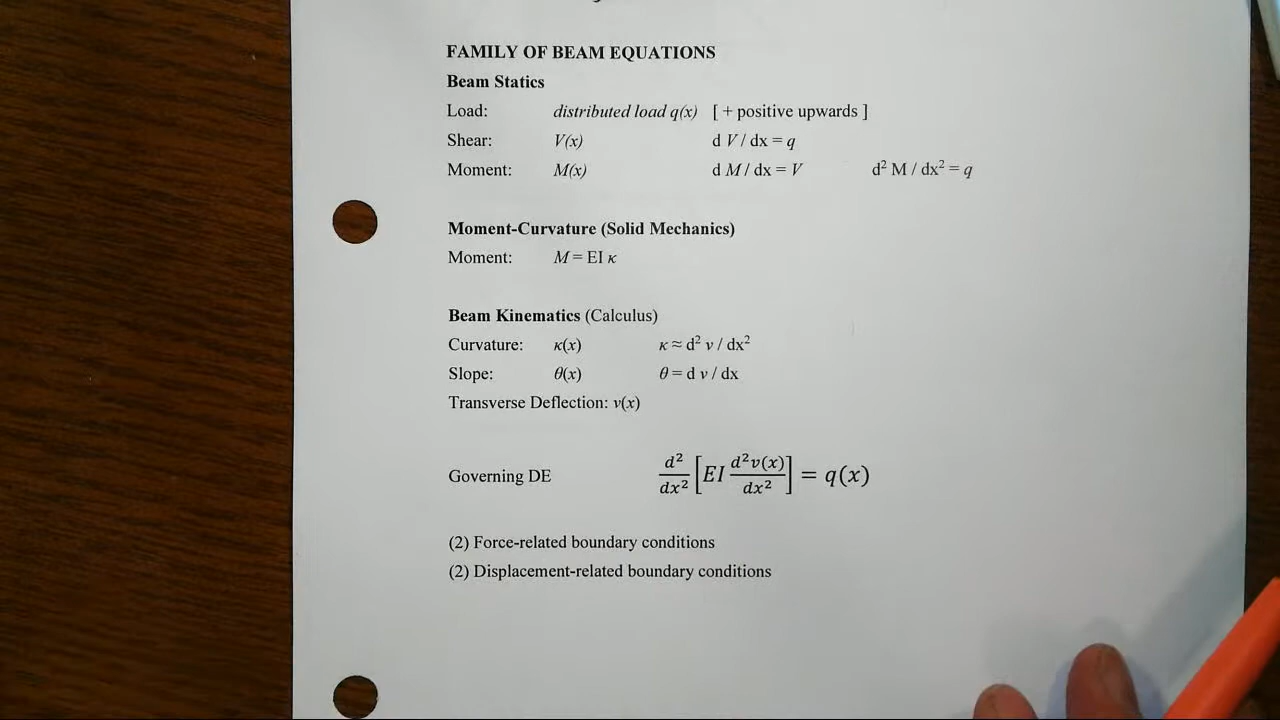 FAMILY OF BEAM EQUATIONS
Beam Statics
Load: distributed load q(x) [ + positive upwards ]
Shear: V(x) d V / dx = q
Moment: M(x) d M / dx = V d² M / dx² = q
Moment-Curvature (Solid Mechanics)
Moment: M = EI κ
Beam Kinematics (Calculus)
Curvature: κ(x) κ ≈ d² v / dx²
Slope: θ(x) θ = d v / dx
Transverse Deflection: v(x)
Governing DE d²/dx² [EI d²v(x)/dx²] = q(x)
(2) Force-related boundary conditions
(2) Displacement-related boundary conditions